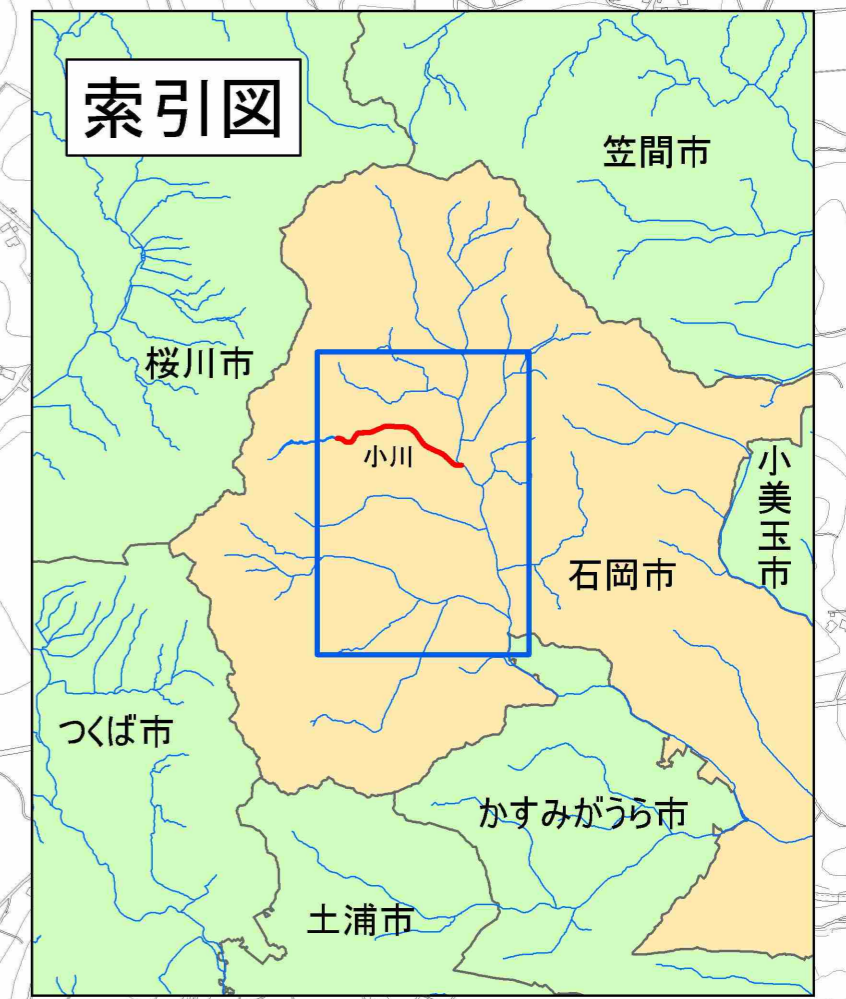 索引図
笠間市
桜川市
小川
小美玉市
石岡市
つくば市
かすみがうら市
土浦市